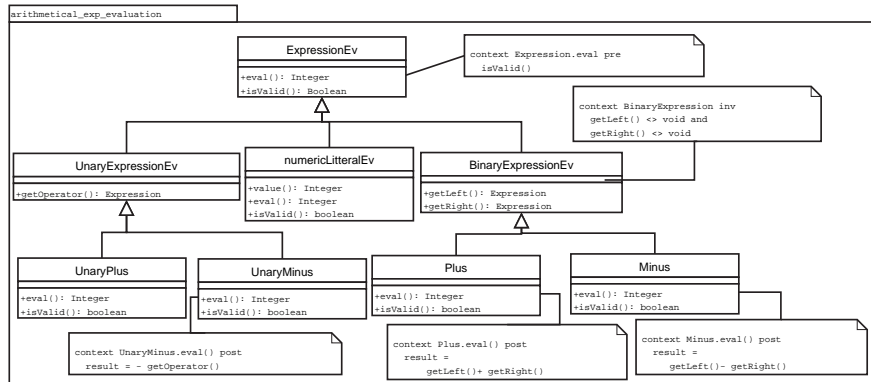 arithmetical_exp_evaluation
ExpressionEv
+eval(): Integer
+isValid(): Boolean
context Expression.eval pre
isValid()
context BinaryExpression inv
getLeft() <> void and
getRight() <> void
UnaryExpressionEv
+getOperator(): Expression
numericLitteralEv
+value(): Integer
+eval(): Integer
+isValid(): boolean
BinaryExpressionEv
+getLeft(): Expression
+getRight(): Expression
UnaryPlus
+eval(): Integer
+isValid(): boolean
UnaryMinus
+eval(): Integer
+isValid(): boolean
Plus
+eval(): Integer
+isValid(): boolean
Minus
+eval(): Integer
+isValid(): boolean
context UnaryMinus.eval() post
result = - getOperator()
context Plus.eval() post
result =
getLeft()+ getRight()
context Minus.eval() post
result =
getLeft()- getRight()